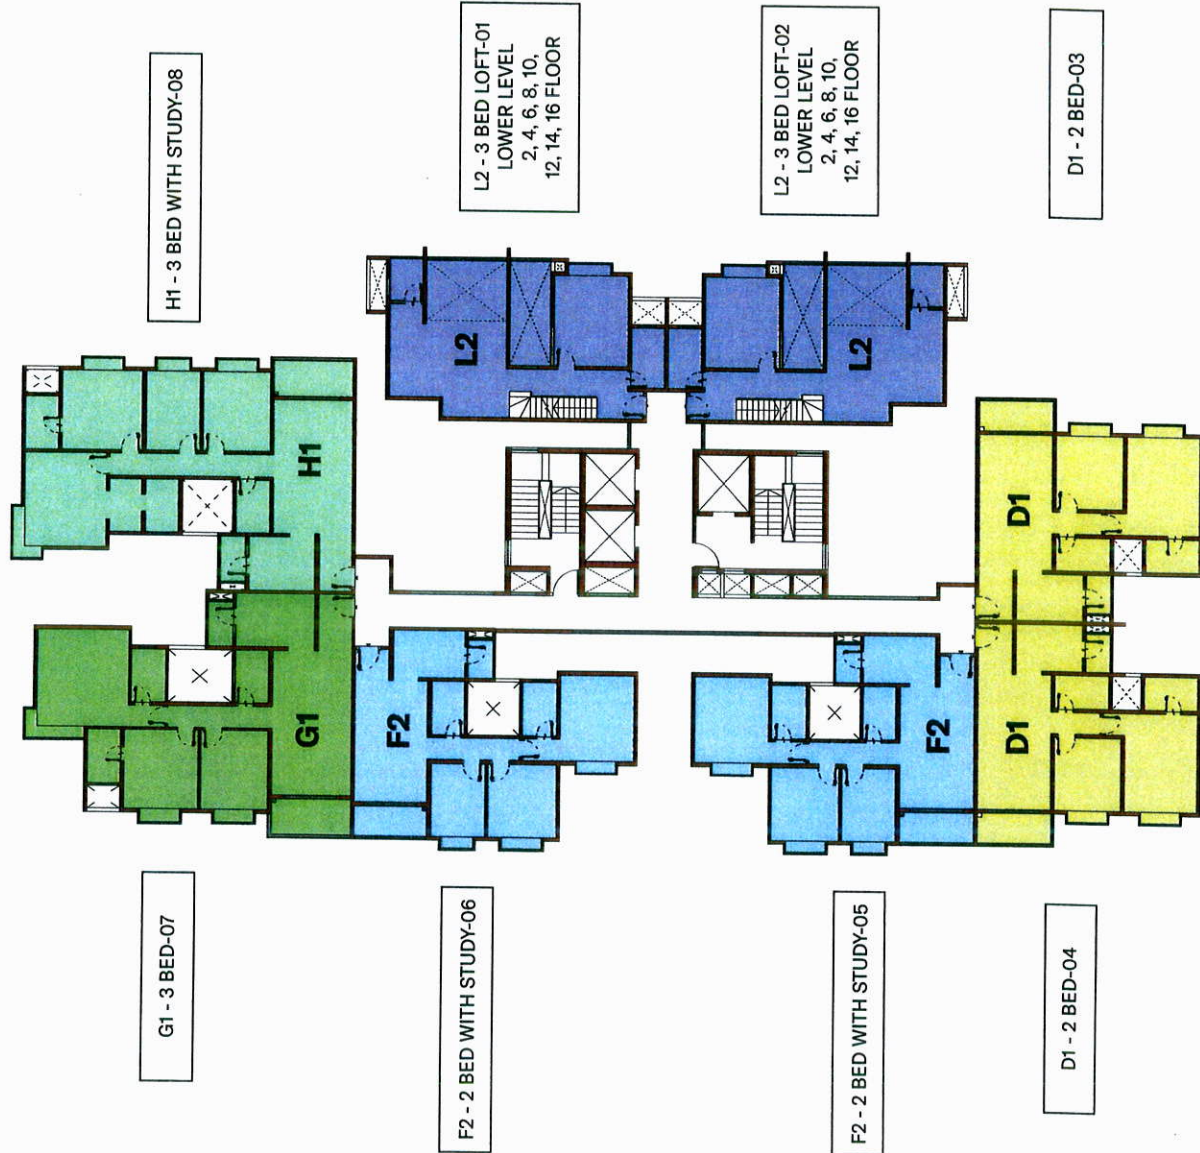 H1 - 3 BED WITH STUDY-08
L2 - 3 BED LOFT-01
LOWER LEVEL
2, 4, 6, 8, 10,
12, 14, 16 FLOOR
L2 - 3 BED LOFT-02
LOWER LEVEL
2, 4, 6, 8, 10,
12, 14, 16 FLOOR
D1 - 2 BED-03
H1
L2
L2
D1
G1
F2
F2
D1
G1 - 3 BED-07
F2 - 2 BED WITH STUDY-06
F2 - 2 BED WITH STUDY-05
D1 - 2 BED-04